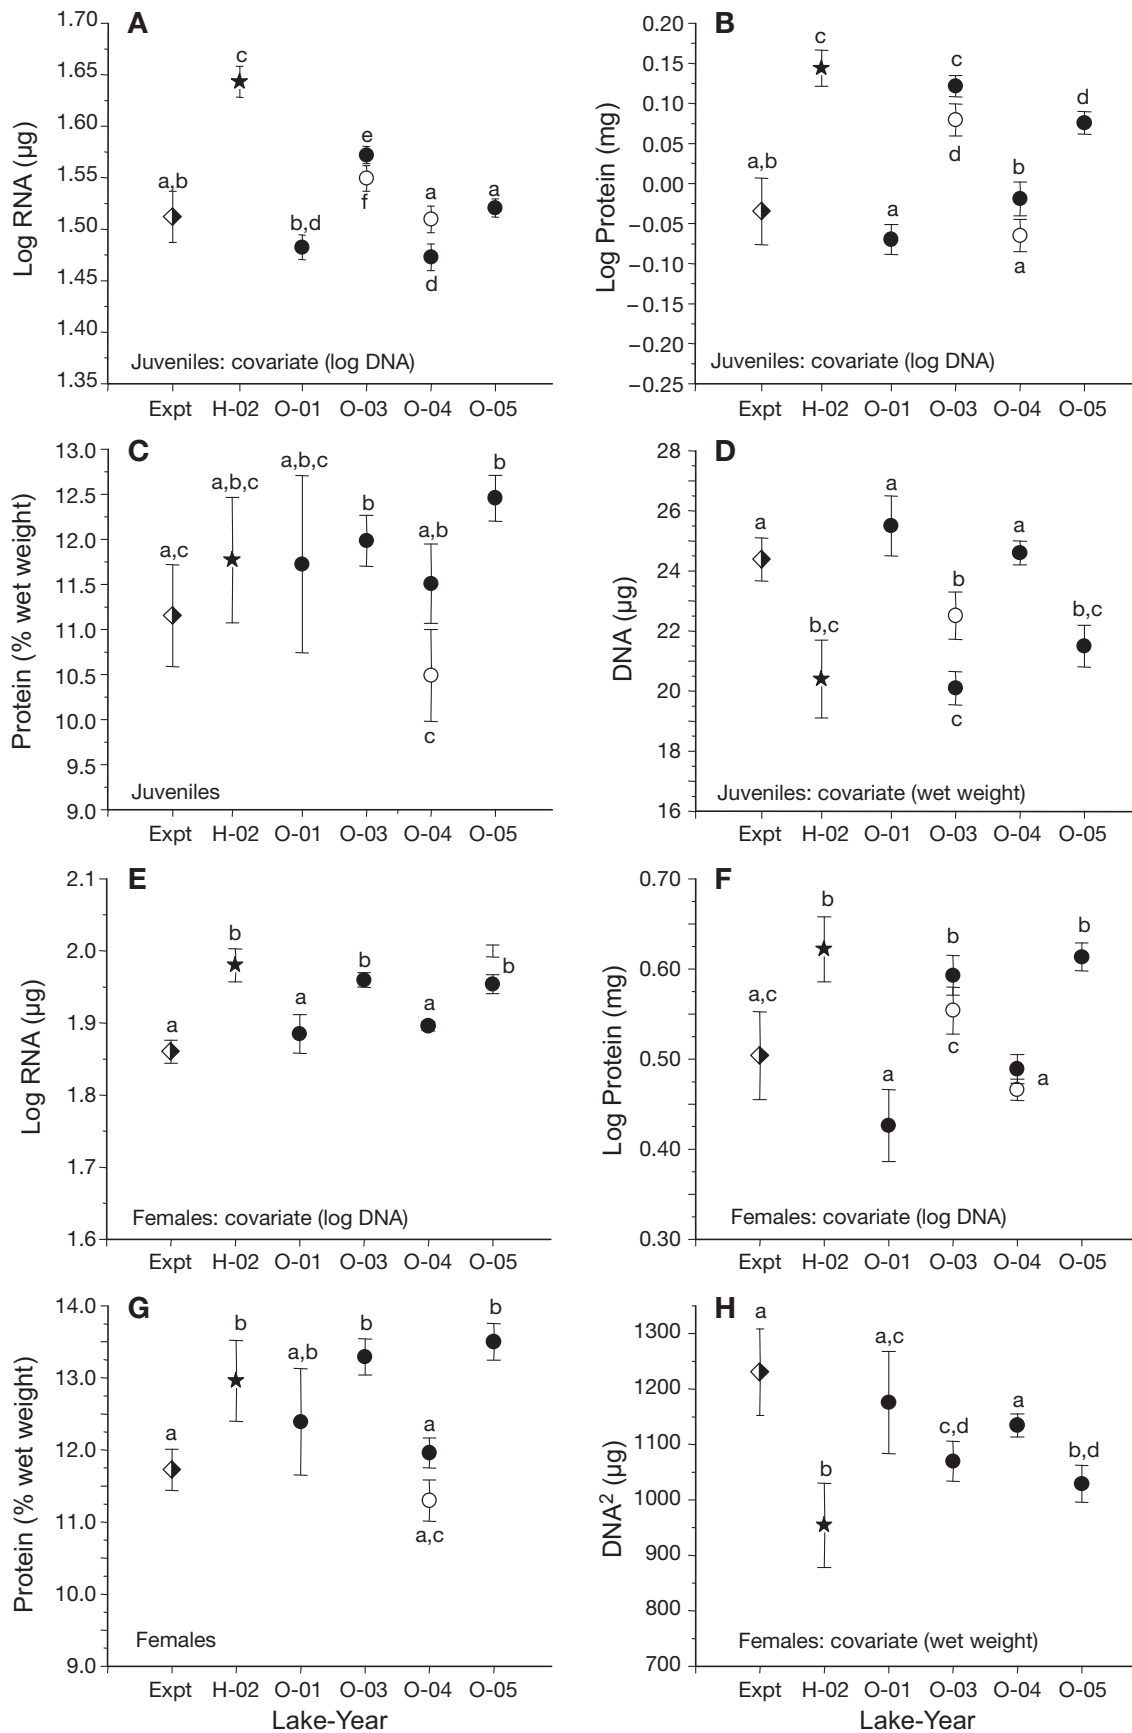 A
1.70
1.65
1.60
1.55
1.50
1.45
1.40
1.35
Log RNA (µg)
a,b
c
b,d
e
f
a
d
a
Juveniles: covariate (log DNA)
Expt H-02 O-01 O-03 O-04 O-05
B
0.20
0.15
0.10
0.05
0.00
–0.05
–0.10
–0.15
–0.20
–0.25
Log Protein (mg)
a,b
c
a
c
d
b
a
d
Juveniles: covariate (log DNA)
Expt H-02 O-01 O-03 O-04 O-05
C
13.0
12.5
12.0
11.5
11.0
10.5
10.0
9.5
9.0
Protein (% wet weight)
a,c
a,b,c
a,b,c
b
a,b
c
b
Juveniles
Expt H-02 O-01 O-03 O-04 O-05
D
28
26
24
22
20
18
16
DNA (µg)
a
b,c
a
b
c
a
b,c
Juveniles: covariate (wet weight)
Expt H-02 O-01 O-03 O-04 O-05
E
2.1
2.0
1.9
1.8
1.7
1.6
Log RNA (µg)
a
b
a
b
a
b
Females: covariate (log DNA)
Expt H-02 O-01 O-03 O-04 O-05
F
0.70
0.60
0.50
0.40
0.30
Log Protein (mg)
a,c
b
a
b
c
a
b
Females: covariate (log DNA)
Expt H-02 O-01 O-03 O-04 O-05
G
14.0
13.0
12.0
11.0
10.0
9.0
Protein (% wet weight)
a
b
a,b
b
a
a,c
b
Females
Expt H-02 O-01 O-03 O-04 O-05
Lake-Year
H
1300
1200
1100
1000
900
800
700
DNA² (µg)
a
b
a,c
c,d
a
b,d
Females: covariate (wet weight)
Expt H-02 O-01 O-03 O-04 O-05
Lake-Year